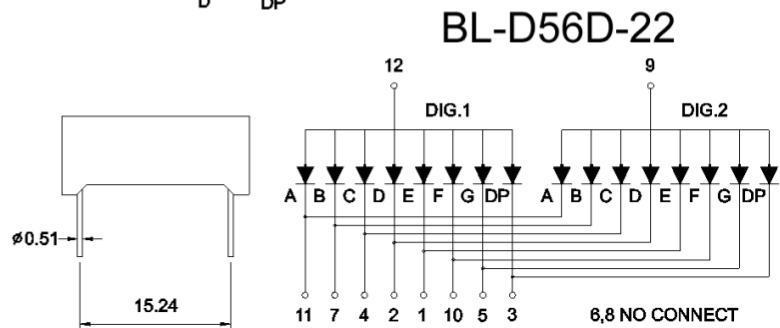 D DP
BL-D56D-22
12 9
DIG.1 DIG.2
A B C D E F G DP A B C D E F G DP
ø0.51
15.24
11 7 4 2 1 10 5 3 6,8 NO CONNECT